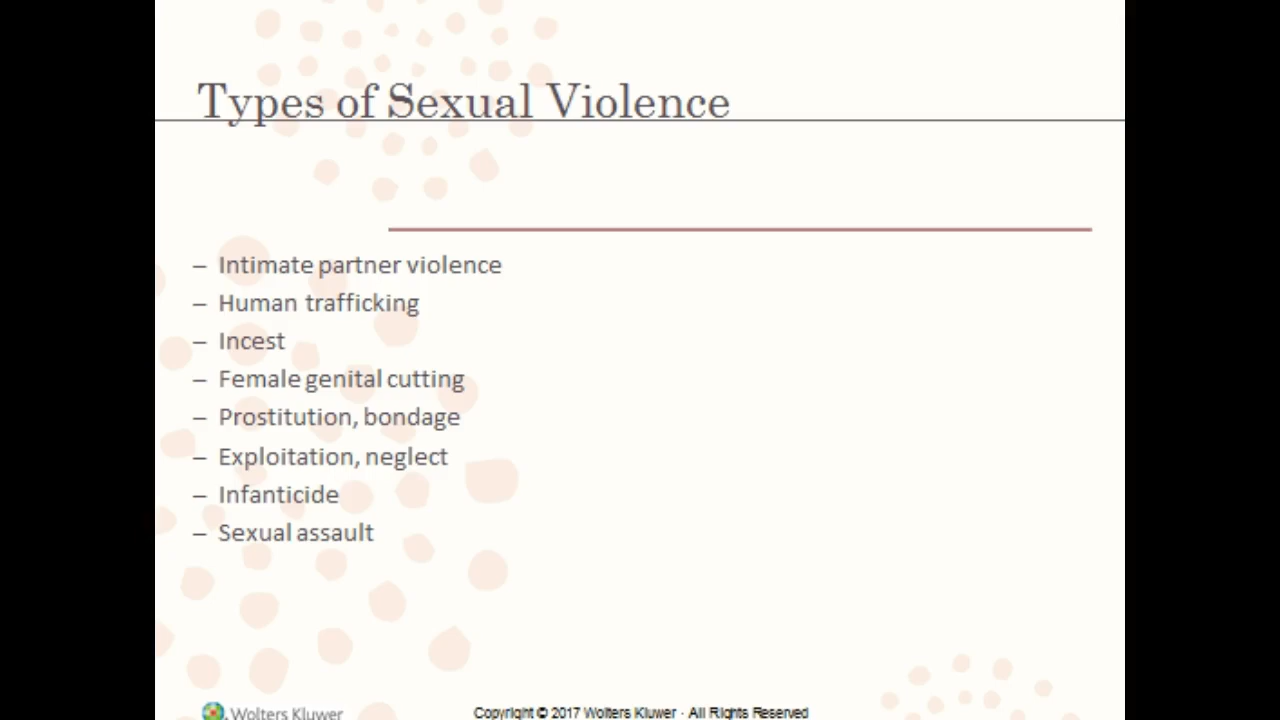 Types of Sexual Violence
– Intimate partner violence
– Human trafficking
– Incest
– Female genital cutting
– Prostitution, bondage
– Exploitation, neglect
– Infanticide
– Sexual assault
Wolters Kluwer
Copyright © 2017 Wolters Kluwer · All Rights Reserved